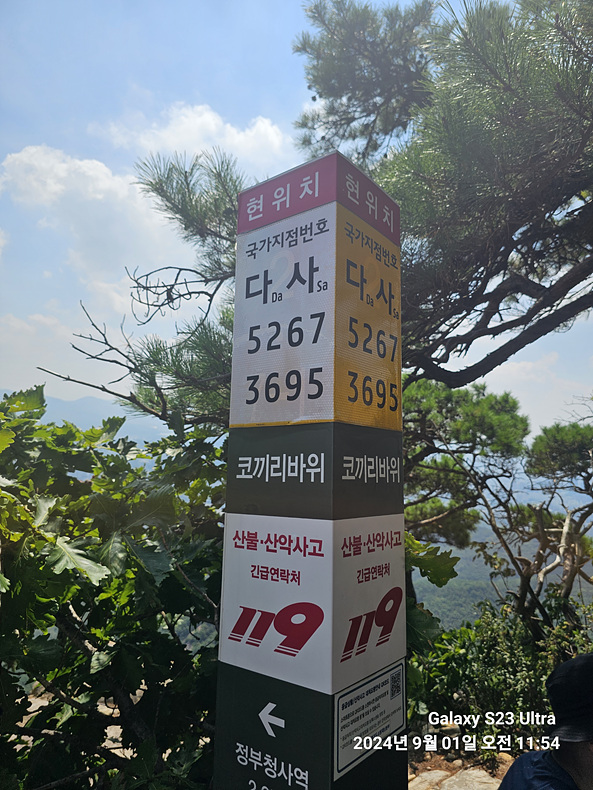 현위치
국가지점번호
다Da 사Sa
5267
3695
코끼리바위
산불·산악사고
긴급연락처
119
정부청사역
현위치
국가지점번호
다Da 사Sa
5267
3695
코끼리바위
산불·산악사고
긴급연락처
119
Galaxy S23 Ultra
2024년 9월 01일 오전 11:54